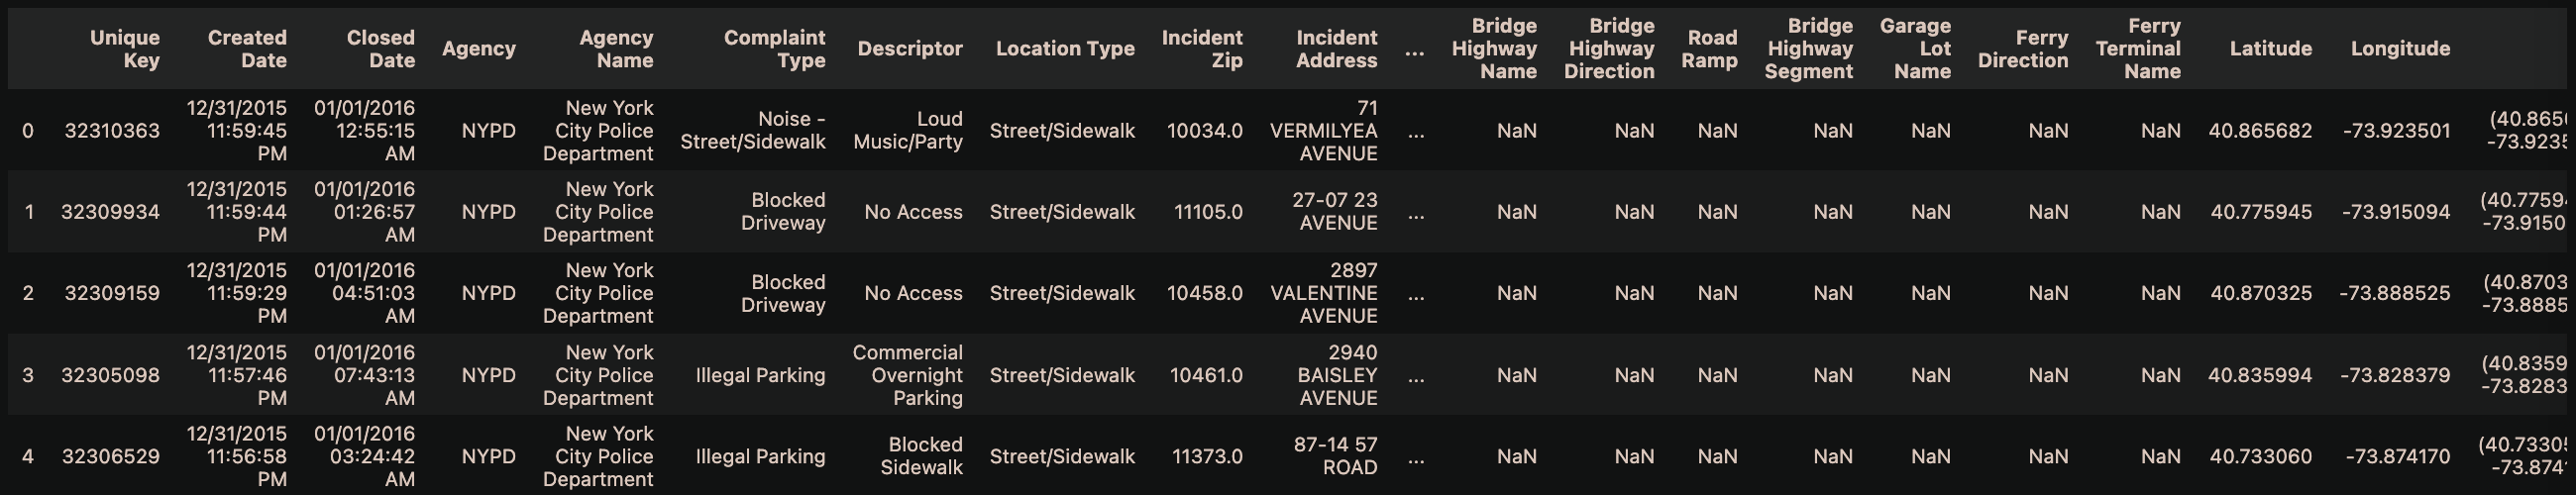 Unique Key	Created Date	Closed Date	Agency	Agency Name	Complaint Type	Descriptor	Location Type	Incident Zip	Incident Address	...	Bridge Highway Name	Bridge Highway Direction	Road Ramp	Bridge Highway Segment	Garage Lot Name	Ferry Direction	Ferry Terminal Name	Latitude	Longitude
0	32310363	12/31/2015 11:59:45 PM	01/01/2016 12:55:15 AM	NYPD	New York City Police Department	Noise - Street/Sidewalk	Loud Music/Party	Street/Sidewalk	10034.0	71 VERMILYEA AVENUE	...	NaN	NaN	NaN	NaN	NaN	NaN	NaN	40.865682	-73.923501	(40.865 -73.923
1	32309934	12/31/2015 11:59:44 PM	01/01/2016 01:26:57 AM	NYPD	New York City Police Department	Blocked Driveway	No Access	Street/Sidewalk	11105.0	27-07 23 AVENUE	...	NaN	NaN	NaN	NaN	NaN	NaN	NaN	40.775945	-73.915094	(40.7759 -73.9150
2	32309159	12/31/2015 11:59:29 PM	01/01/2016 04:51:03 AM	NYPD	New York City Police Department	Blocked Driveway	No Access	Street/Sidewalk	10458.0	2897 VALENTINE AVENUE	...	NaN	NaN	NaN	NaN	NaN	NaN	NaN	40.870325	-73.888525	(40.8703 -73.8885
3	32305098	12/31/2015 11:57:46 PM	01/01/2016 07:43:13 AM	NYPD	New York City Police Department	Illegal Parking	Commercial Overnight Parking	Street/Sidewalk	10461.0	2940 BAISLEY AVENUE	...	NaN	NaN	NaN	NaN	NaN	NaN	NaN	40.835994	-73.828379	(40.8359 -73.8283
4	32306529	12/31/2015 11:56:58 PM	01/01/2016 03:24:42 AM	NYPD	New York City Police Department	Illegal Parking	Blocked Sidewalk	Street/Sidewalk	11373.0	87-14 57 ROAD	...	NaN	NaN	NaN	NaN	NaN	NaN	NaN	40.733060	-73.874170	(40.7330 -73.874